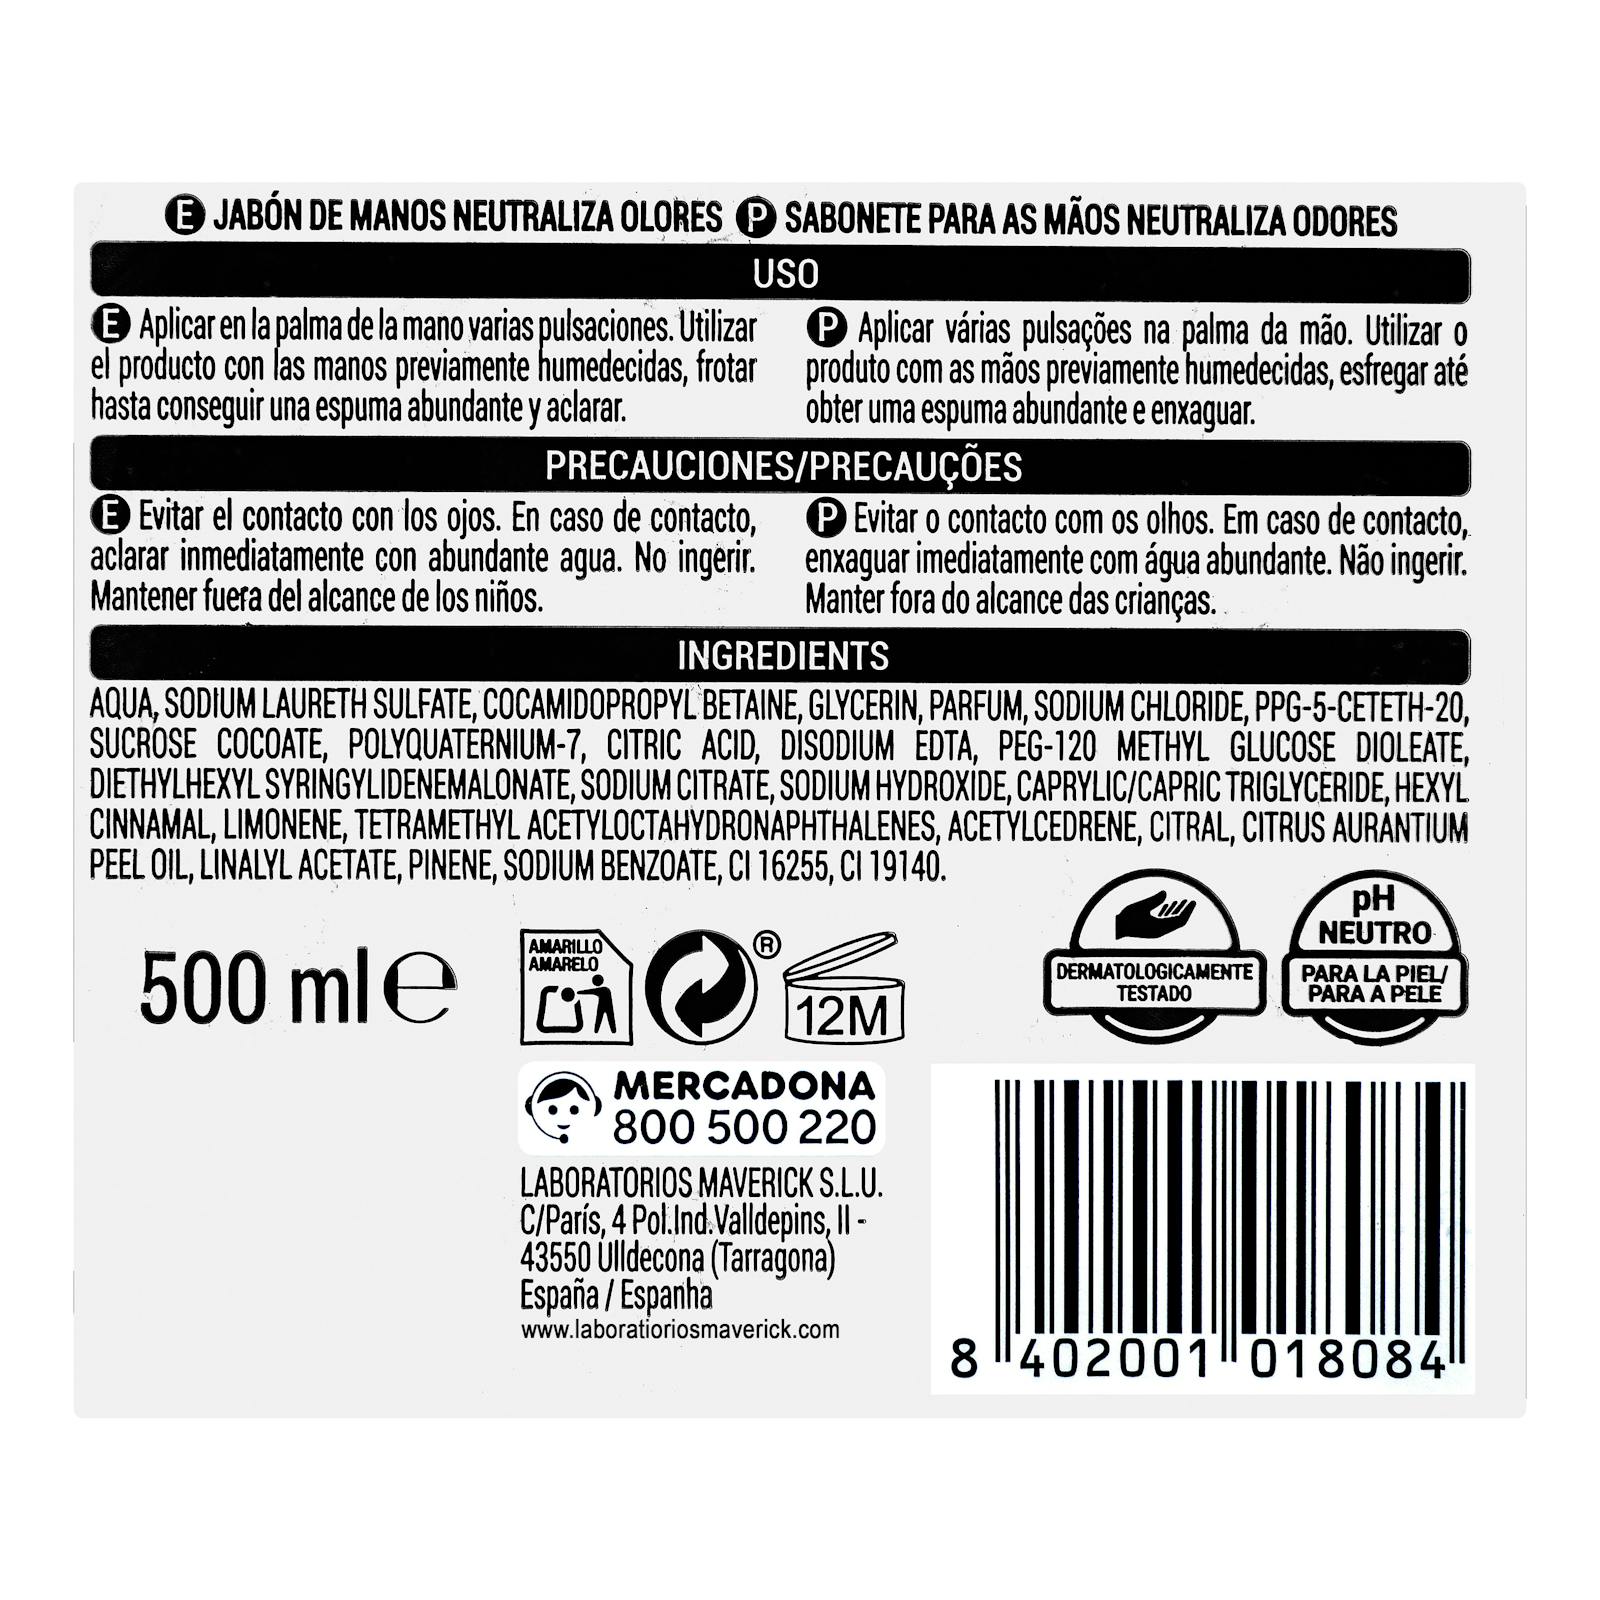 E JABÓN DE MANOS NEUTRALIZA OLORES P SABONETE PARA AS MÃOS NEUTRALIZA ODORES
USO
E Aplicar en la palma de la mano varias pulsaciones. Utilizar
el producto con las manos previamente humedecidas, frotar
hasta conseguir una espuma abundante y aclarar.
P Aplicar várias pulsações na palma da mão. Utilizar o
produto com as mãos previamente humedecidas, esfregar até
obter uma espuma abundante e enxaguar.
PRECAUCIONES/PRECAUÇÕES
E Evitar el contacto con los ojos. En caso de contacto,
aclarar inmediatamente con abundante agua. No ingerir.
Mantener fuera del alcance de los niños.
P Evitar o contacto com os olhos. Em caso de contacto,
enxaguar imediatamente com água abundante. Não ingerir.
Manter fora do alcance das crianças.
INGREDIENTS
AQUA, SODIUM LAURETH SULFATE, COCAMIDOPROPYL BETAINE, GLYCERIN, PARFUM, SODIUM CHLORIDE, PPG-5-CETETH-20,
SUCROSE COCOATE, POLYQUATERNIUM-7, CITRIC ACID, DISODIUM EDTA, PEG-120 METHYL GLUCOSE DIOLEATE,
DIETHYLHEXYL SYRINGYLIDENEMALONATE, SODIUM CITRATE, SODIUM HYDROXIDE, CAPRYLIC/CAPRIC TRIGLYCERIDE, HEXYL
CINNAMAL, LIMONENE, TETRAMETHYL ACETYLOCTAHYDRONAPHTHALENES, ACETYLCEDRENE, CITRAL, CITRUS AURANTIUM
PEEL OIL, LINALYL ACETATE, PINENE, SODIUM BENZOATE, CI 16255, CI 19140.
500 ml e
AMARILLO
AMARELO
®
12M
DERMATOLOGICAMENTE
TESTADO
pH
NEUTRO
PARA LA PIEL/
PARA A PELE
MERCADONA
800 500 220
LABORATORIOS MAVERICK S.L.U.
C/París, 4 Pol.Ind.Valldepins, II -
43550 Ulldecona (Tarragona)
España / Espanha
www.laboratioriosmaverick.com
8 402001 018084